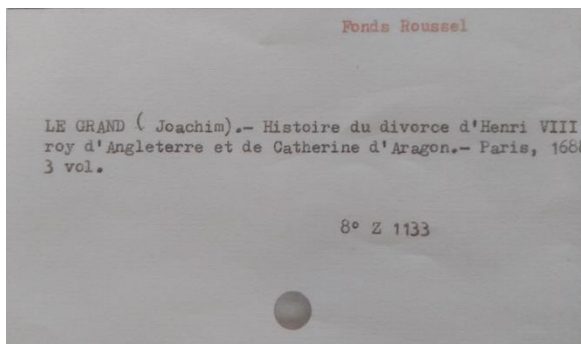 Fonds Roussel
LE GRAND ( Joachim).- Histoire du divorce d'Henri VIII
roy d'Angleterre et de Catherine d'Aragon.- Paris, 1688
3 vol.
8° Z 1133